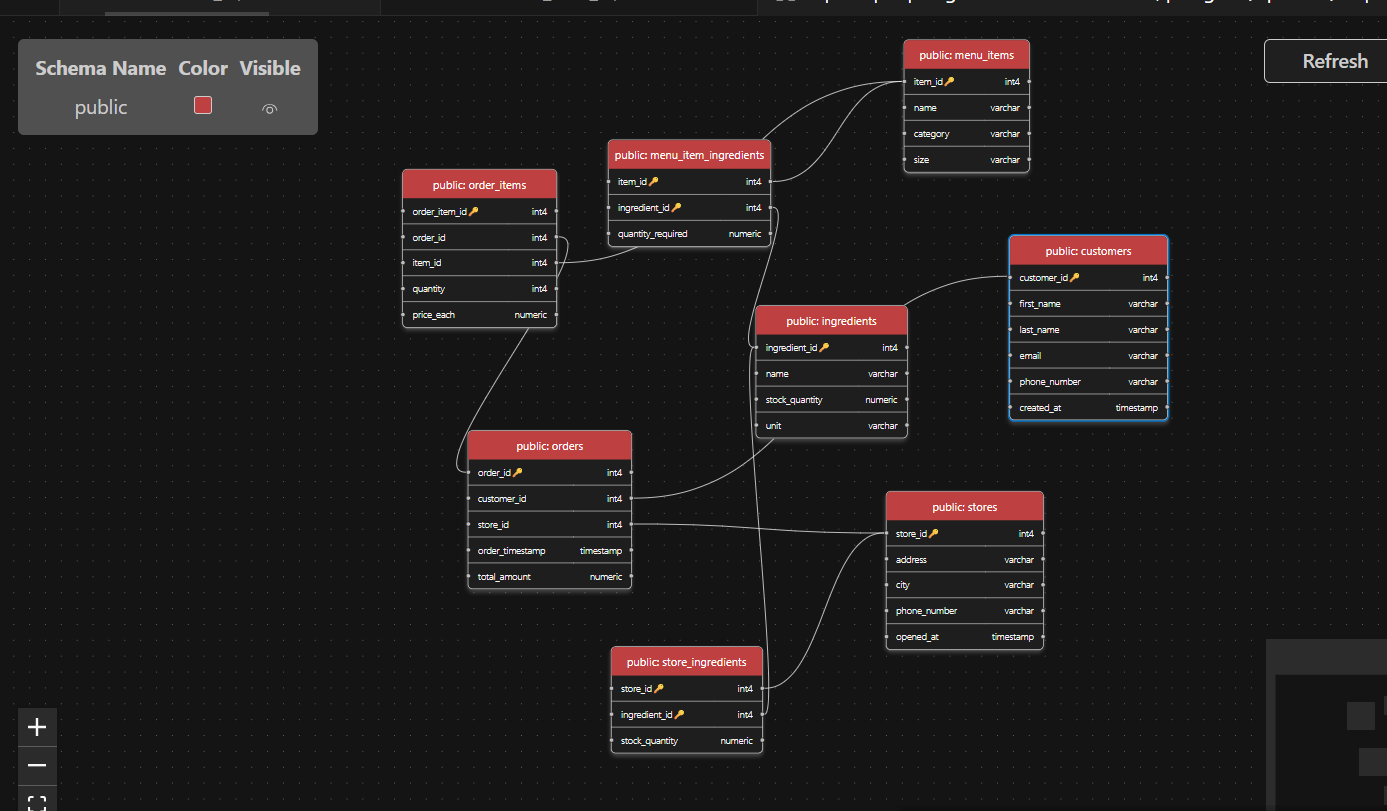 Schema Name Color Visible
public
Refresh
public: menu_items
item_id int4
name varchar
category varchar
size varchar
public: menu_item_ingredients
item_id int4
ingredient_id int4
quantity_required numeric
public: order_items
order_item_id int4
order_id int4
item_id int4
quantity int4
price_each numeric
public: customers
customer_id int4
first_name varchar
last_name varchar
email varchar
phone_number varchar
created_at timestamp
public: ingredients
ingredient_id int4
name varchar
stock_quantity numeric
unit varchar
public: orders
order_id int4
customer_id int4
store_id int4
order_timestamp timestamp
total_amount numeric
public: stores
store_id int4
address varchar
city varchar
phone_number varchar
opened_at timestamp
public: store_ingredients
store_id int4
ingredient_id int4
stock_quantity numeric